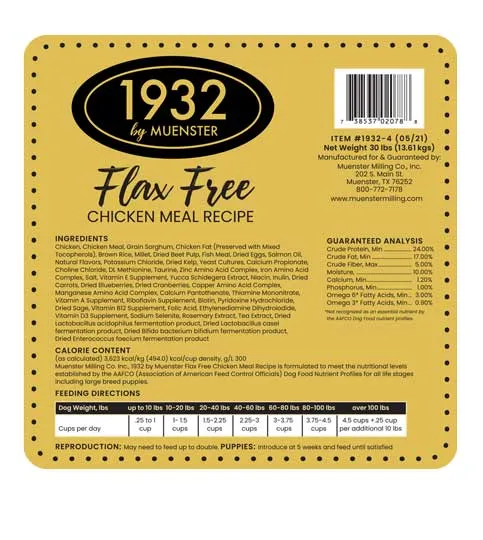 1932
by MUENSTER
7 38537 02078 8
ITEM #1932-4 (05/21)
Net Weight 30 lbs (13.61 kgs)
Manufactured for & Guaranteed by:
Muenster Milling Co., Inc.
202 S. Main St.
Muenster, TX 76252
800-772-7178
www.muenstermilling.com
Flax Free
CHICKEN MEAL RECIPE
INGREDIENTS
Chicken, Chicken Meal, Grain Sorghum, Chicken Fat (Preserved with Mixed
Tocopherols), Brown Rice, Millet, Dried Beet Pulp, Fish Meal, Dried Eggs, Salmon Oil,
Natural Flavors, Potassium Chloride, Dried Kelp, Yeast Cultures, Calcium Propionate,
Choline Chloride, DL Methionine, Taurine, Zinc Amino Acid Complex, Iron Amino Acid
Complex, Salt, Vitamin E Supplement, Yucca Schidegera Extract, Niacin, Inulin, Dried
Carrots, Dried Blueberries, Dried Cranberries, Copper Amino Acid Complex,
Manganese Amino Acid Complex, Calcium Pantothenate, Thiamine Mononitrate,
Vitamin A Supplement, Riboflavin Supplement, Biotin, Pyridoxine Hydrochloride,
Dried Sage, Vitamin B12 Supplement, Folic Acid, Ethylenediamine Dihydroiodide,
Vitamin D3 Supplement, Sodium Selenite, Rosemary Extract, Tea Extract, Dried
Lactobacillus acidophilus fermentation product, Dried Lactobacillus casei
fermentation product, Dried Bifido bacterium bifidum fermentation product,
Dried Enterococcus faecium fermentation product
GUARANTEED ANALYSIS
Crude Protein, Min 24.00%
Crude Fat, Min 17.00%
Crude Fiber, Max 5.00%
Moisture, 10.00%
Calcium, Min 1.20%
Phosphorus, Min 1.00%
Omega 6* Fatty Acids, Min... 3.00%
Omega 3* Fatty Acids, Min... 0.90%
*Not recognized as an essential nutrient by
the AAFCO Dog Food nutrient profiles.
CALORIE CONTENT
(as calculated) 3,623 kcal/kg (494.0) kcal/cup density, g/L 300
Muenster Milling Co. Inc., 1932 by Muenster Flax Free Chicken Meal Recipe is formulated to meet the nutritional levels
established by the AAFCO (Association of American Feed Control Officials) Dog Food Nutrient Profiles for all life stages
including large breed puppies.
FEEDING DIRECTIONS
Dog Weight, lbs up to 10 lbs 10-20 lbs 20-40 lbs 40-60 lbs 60-80 lbs 80-100 lbs over 100 lbs
Cups per day .25 to 1 cup 1-1.5 cups 1.5-2.25 cups 2.25-3 cups 3-3.75 cups 3.75-4.5 cups 4.5 cups +.25 cup per additional 10 lbs
REPRODUCTION: May need to feed up to double. PUPPIES: Introduce at 5 weeks and feed until satisfied